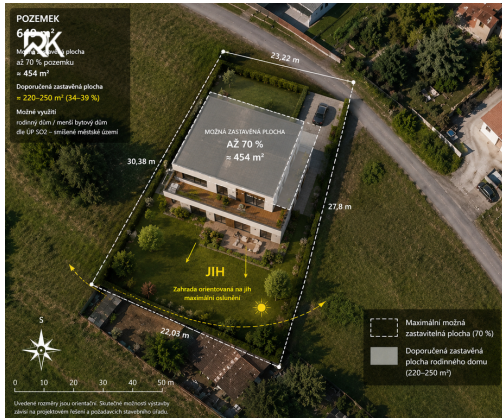 POZEMEK
m²
zastavěná plocha
až 70 % pozemku
≈ 454 m²
Doporučená zastavěná plocha
≈ 220–250 m² (34–39 %)
Možné využití
rodinný dům / menší bytový dům
dle ÚP SO2 – smíšené městské území
RK
23,22 m
MOŽNÁ ZASTAVĚNÁ PLOCHA
AŽ 70 %
≈ 454 m²
30,38 m
27,8 m
JIH
Zahrada orientovaná na jih
maximální oslunění
22,03 m
S
0 10 20 30 40 50 m
Uvedené rozměry jsou orientační. Skutečné možnosti výstavby
závisí na projektovém řešení a požadavcích stavebního úřadu.
Maximální možná
zastavitelná plocha (70 %)
Doporučená zastavěná
plocha rodinného domu
(220–250 m²)